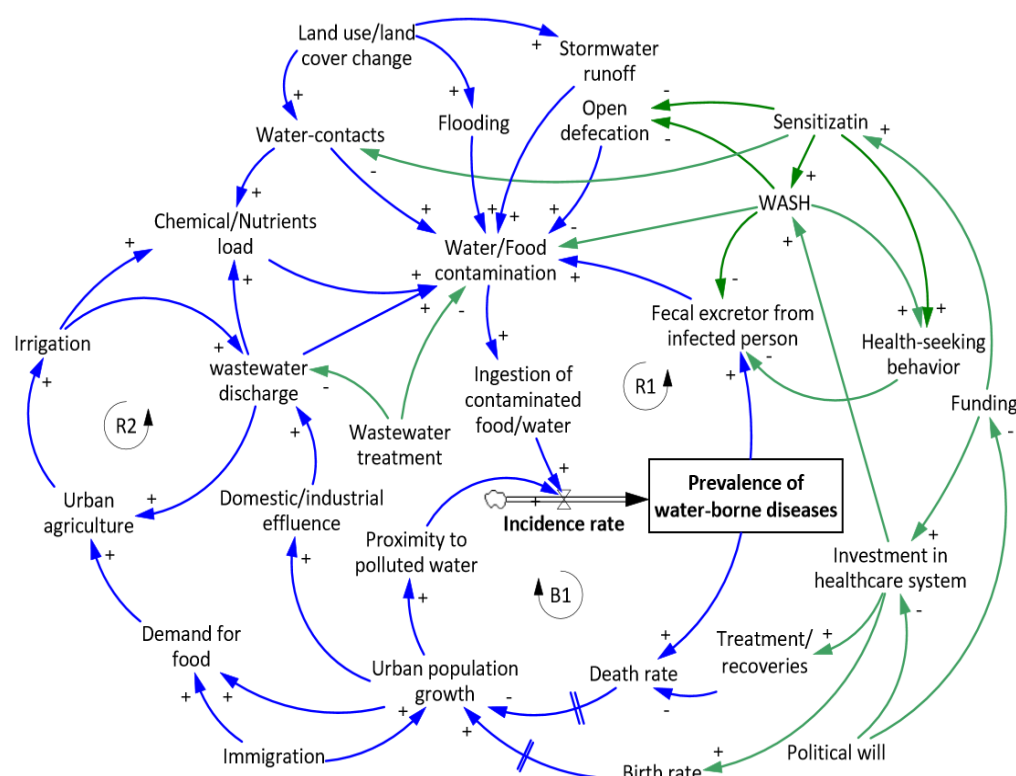 Land use/land
cover change
+
Stormwater
runoff
+
+
Water-contacts
Flooding
Open
defecation
-
-
Sensitizatin
+
-
+
WASH
+
Chemical/Nutrients
load
+
+
+
+
+
-
+
Water/Food
contamination
+
+
+
-
+
-
Fecal excretor from
infected person
+
+
Health-seeking
behavior
Irrigation
+
+
wastewater
discharge
-
+
Ingestion of
contaminated
food/water
R1
+
-
Funding
-
R2
+
Wastewater
treatment
+
Urban
agriculture
+
Domestic/industrial
effluence
+
+
Incidence rate
Prevalence of
water-borne diseases
Proximity to
polluted water
+
+
+
B1
+
Investment in
healthcare system
-
Demand for
food
+
+
Urban population
growth
+
+
-
Death rate
+
-
Treatment/
recoveries
+
Immigration
Political will
+
Birth rate